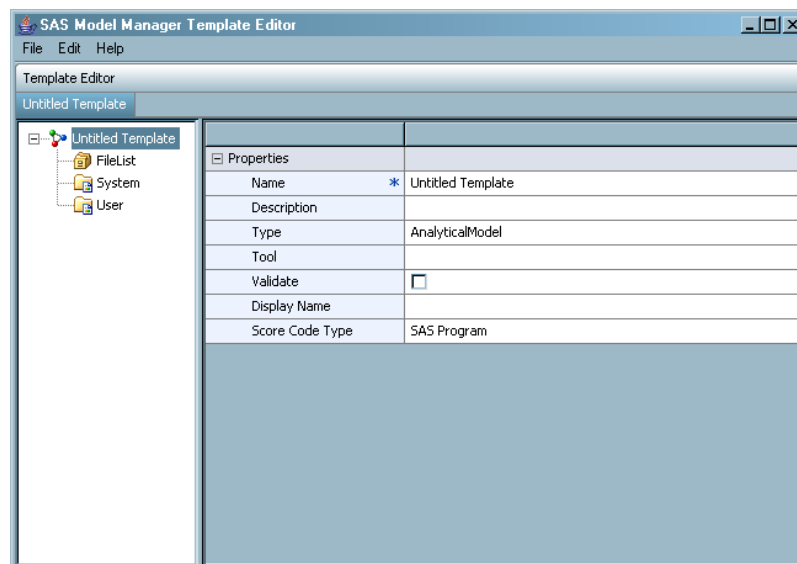 SAS Model Manager Template Editor
File Edit Help
Template Editor
Untitled Template
Untitled Template
FileList
System
User
Properties
Name * Untitled Template
Description
Type AnalyticalModel
Tool
Validate
Display Name
Score Code Type SAS Program